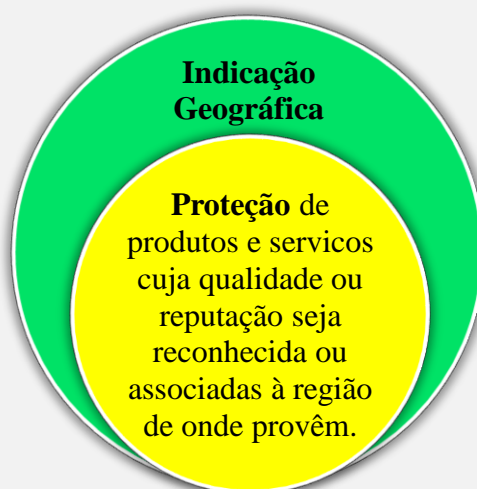 Indicação
Geográfica
Proteção de
produtos e servicos
cuja qualidade ou
reputação seja
reconhecida ou
associadas à região
de onde provêm.